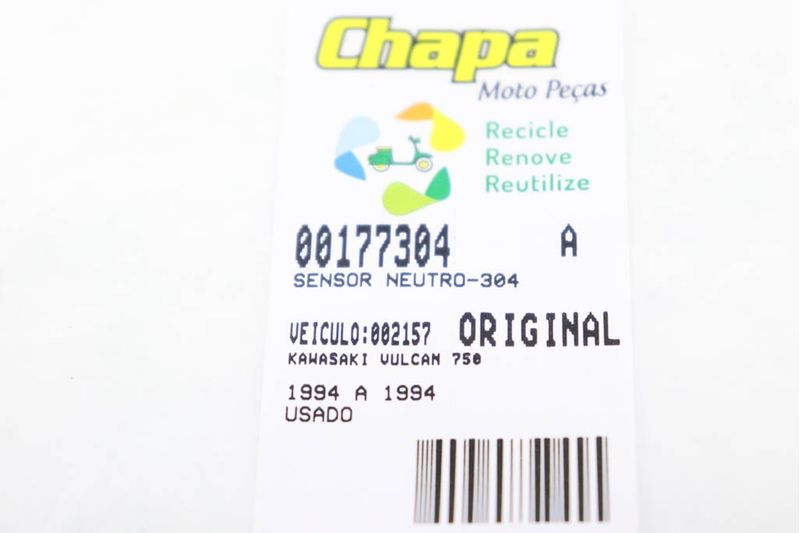 Chapa
Moto Peças
Recicle
Renove
Reutilize
00177304 A
SENSOR NEUTRO-304
VEICULO:002157 ORIGINAL
KAWASAKI VULCAN 750
1994 A 1994
USADO